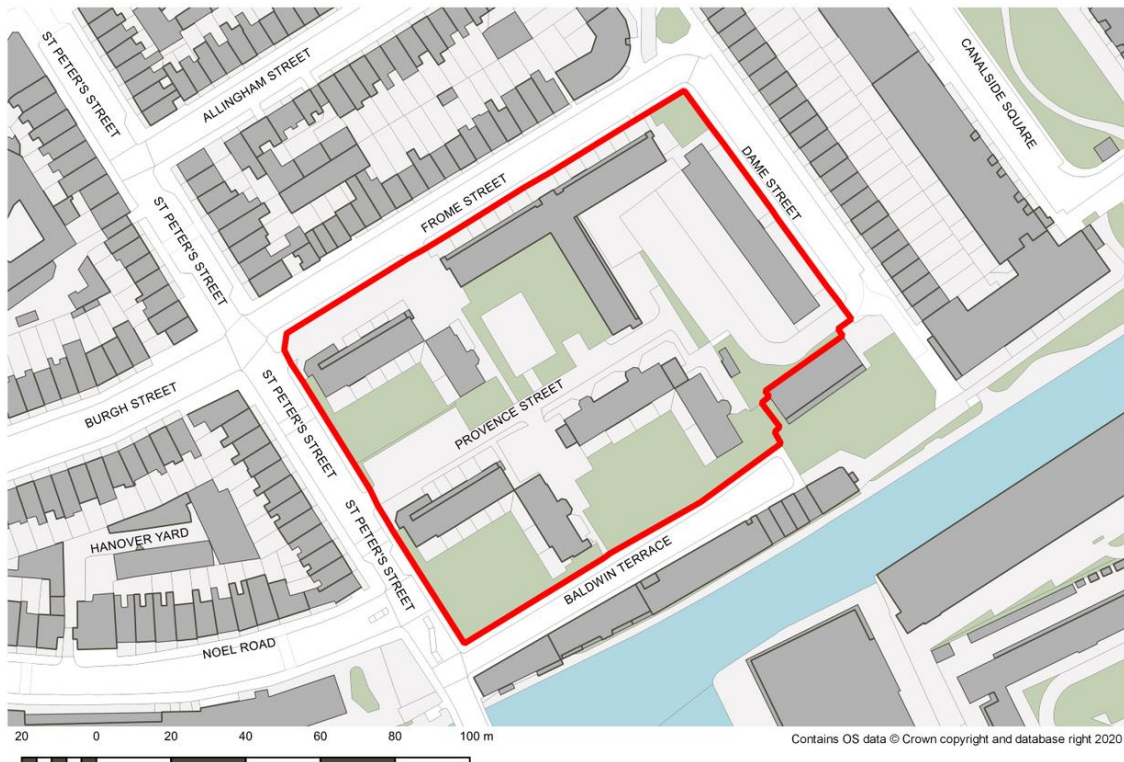 ST PETER'S STREET
ALLINGHAM STREET
CANALSIDE SQUARE
DAME STREET
FROME STREET
ST PETER'S STREET
BURGH STREET
ST PETER'S STREET
PROVENCE STREET
ST PETER'S STREET
HANOVER YARD
BALDWIN TERRACE
NOEL ROAD
20 0 20 40 60 80 100 m
Contains OS data © Crown copyright and database right 2020